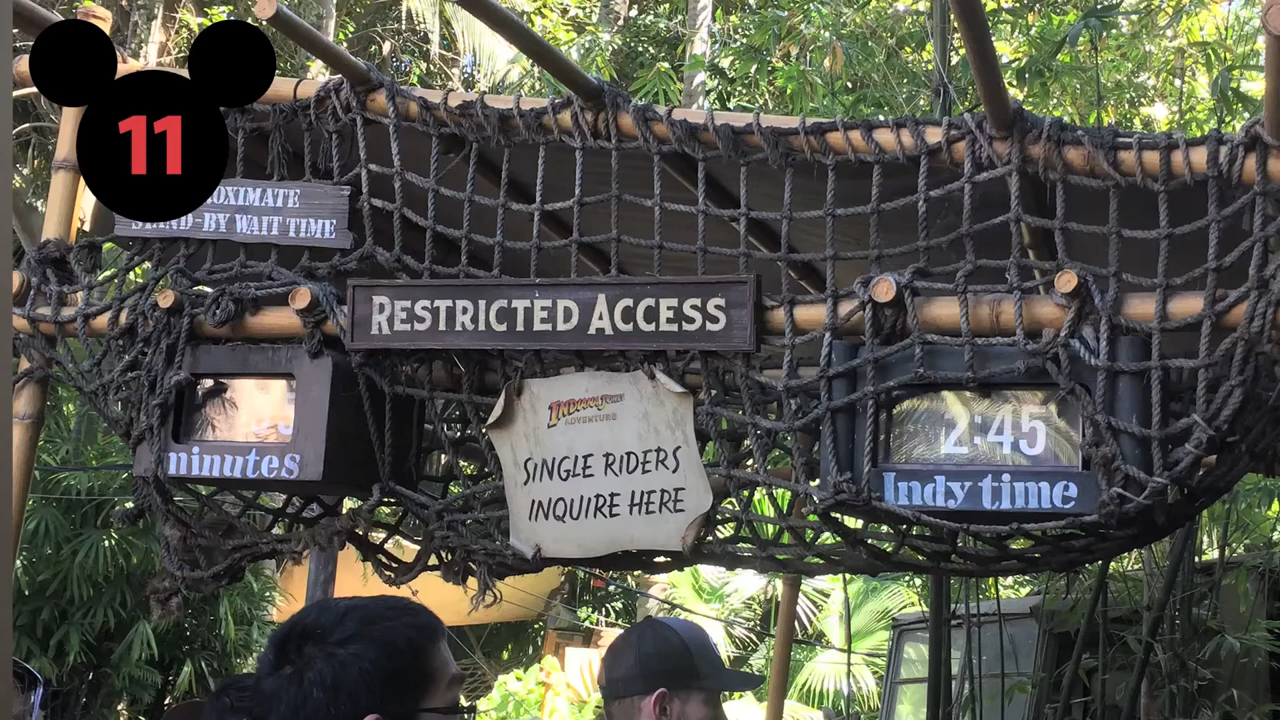 11
STAND-BY WAIT TIME
RESTRICTED ACCESS
minutes
INDIANA JONES
ADVENTURE
SINGLE RIDERS
INQUIRE HERE
2:45
Indy time